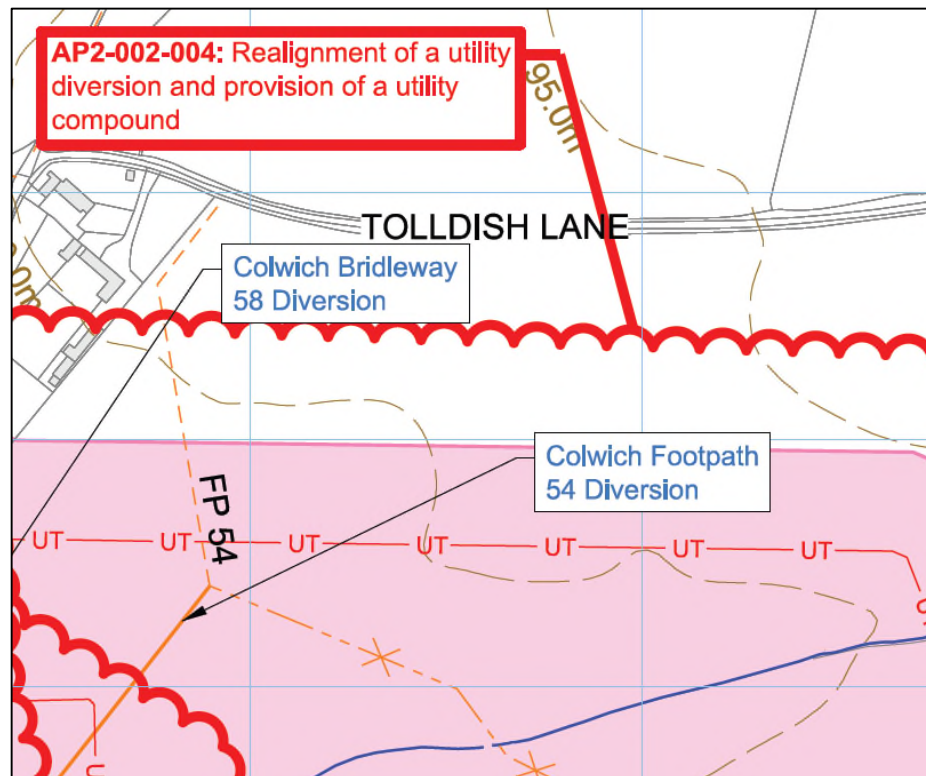 AP2-002-004: Realignment of a utility
diversion and provision of a utility
compound
95.0m
TOLLDISH LANE
Colwich Bridleway
58 Diversion
0m
Colwich Footpath
54 Diversion
FP 54
UT
UT
UT
UT
UT
UT
UT